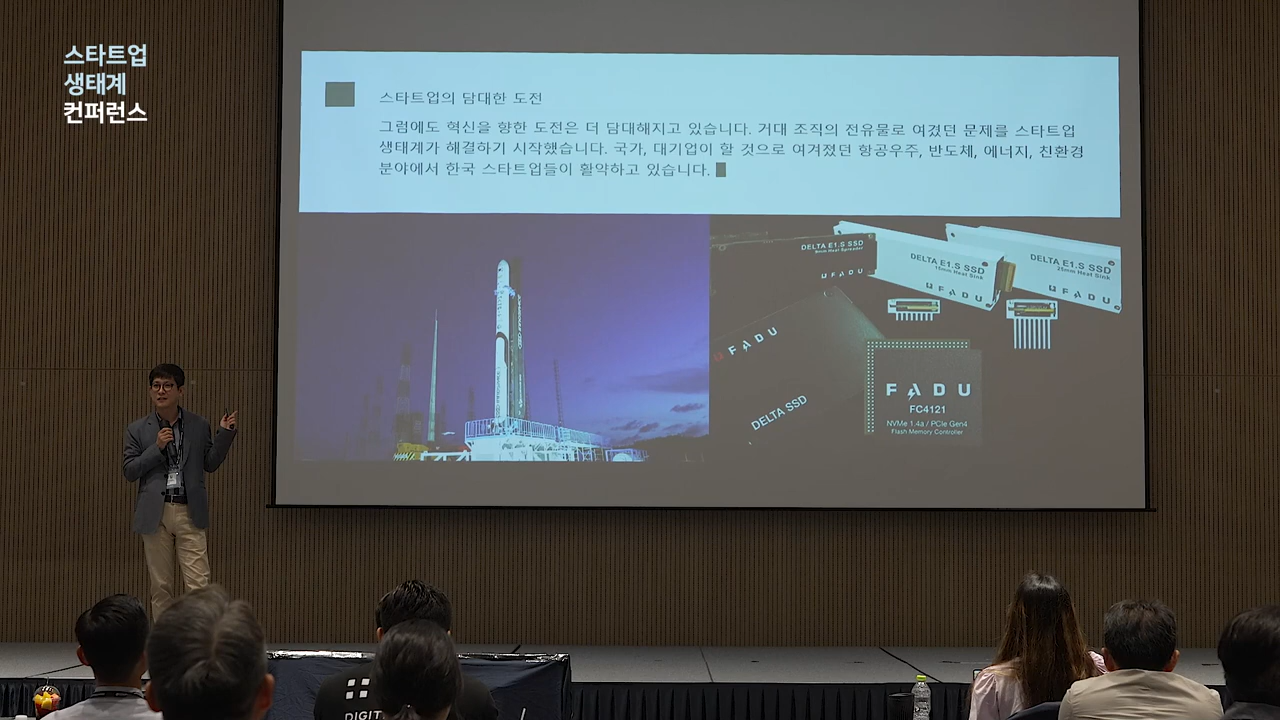 스타트업
생태계
컨퍼런스
스타트업의 담대한 도전
그럼에도 혁신을 향한 도전은 더 담대해지고 있습니다. 거대 조직의 전유물로 여겼던 문제를 스타트업
생태계가 해결하기 시작했습니다. 국가, 대기업이 할 것으로 여겨졌던 항공우주, 반도체, 에너지, 친환경
분야에서 한국 스타트업들이 활약하고 있습니다.
DELTA E1.S SSD
9mm Heat Spreader
FADU
DELTA E1.S SSD
15mm Heat Sink
FADU
DELTA E1.S SSD
25mm Heat Sink
FADU
FADU
DELTA SSD
FADU
FC4121
NVMe 1.4a / PCIe Gen4
Flash Memory Controller
DIGIT